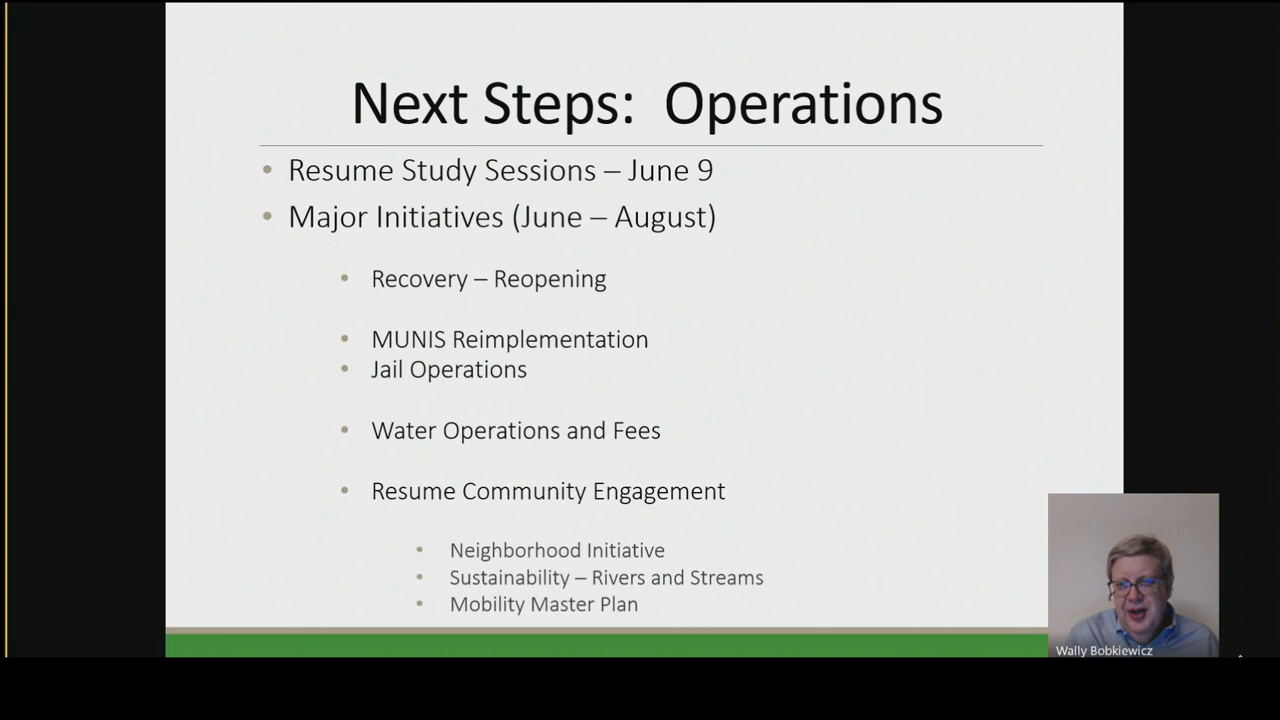 Next Steps:  Operations
• Resume Study Sessions – June 9
• Major Initiatives (June – August)
• Recovery – Reopening
• MUNIS Reimplementation
• Jail Operations
• Water Operations and Fees
• Resume Community Engagement
• Neighborhood Initiative
• Sustainability – Rivers and Streams
• Mobility Master Plan
Wally Bobkiewicz